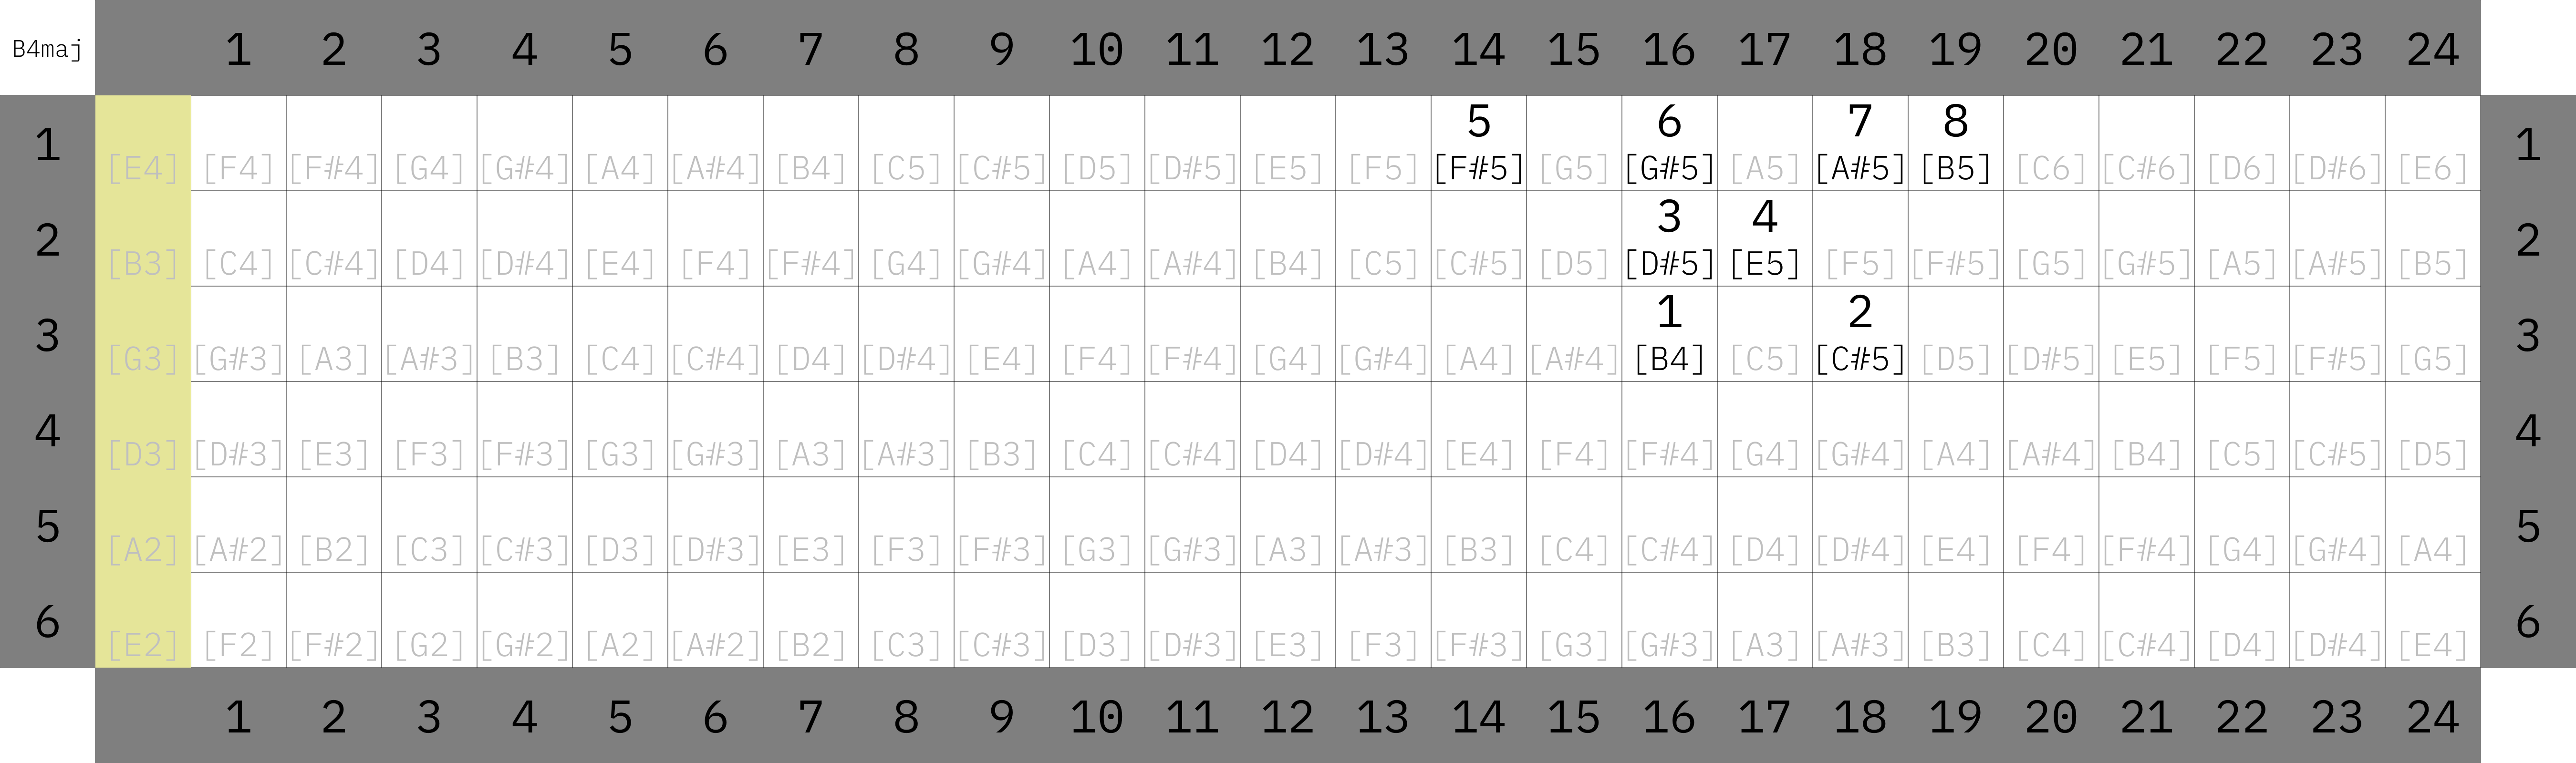 B4maj 1 2 3 4 5 6 7 8 9 10 11 12 13 14 15 16 17 18 19 20 21 22 23 24
5 6 7 8
1 [E4] [F4] [F#4] [G4] [G#4] [A4] [A#4] [B4] [C5] [C#5] [D5] [D#5] [E5] [F5] [F#5] [G5] [G#5] [A5] [A#5] [B5] [C6] [C#6] [D6] [D#6] [E6] 1
3 4
2 [B3] [C4] [C#4] [D4] [D#4] [E4] [F4] [F#4] [G4] [G#4] [A4] [A#4] [B4] [C5] [C#5] [D5] [D#5] [E5] [F5] [F#5] [G5] [G#5] [A5] [A#5] [B5] 2
1 2
3 [G3] [G#3] [A3] [A#3] [B3] [C4] [C#4] [D4] [D#4] [E4] [F4] [F#4] [G4] [G#4] [A4] [A#4] [B4] [C5] [C#5] [D5] [D#5] [E5] [F5] [F#5] [G5] 3
4 [D3] [D#3] [E3] [F3] [F#3] [G3] [G#3] [A3] [A#3] [B3] [C4] [C#4] [D4] [D#4] [E4] [F4] [F#4] [G4] [G#4] [A4] [A#4] [B4] [C5] [C#5] [D5] 4
5 [A2] [A#2] [B2] [C3] [C#3] [D3] [D#3] [E3] [F3] [F#3] [G3] [G#3] [A3] [A#3] [B3] [C4] [C#4] [D4] [D#4] [E4] [F4] [F#4] [G4] [G#4] [A4] 5
6 [E2] [F2] [F#2] [G2] [G#2] [A2] [A#2] [B2] [C3] [C#3] [D3] [D#3] [E3] [F3] [F#3] [G3] [G#3] [A3] [A#3] [B3] [C4] [C#4] [D4] [D#4] [E4] 6
1 2 3 4 5 6 7 8 9 10 11 12 13 14 15 16 17 18 19 20 21 22 23 24